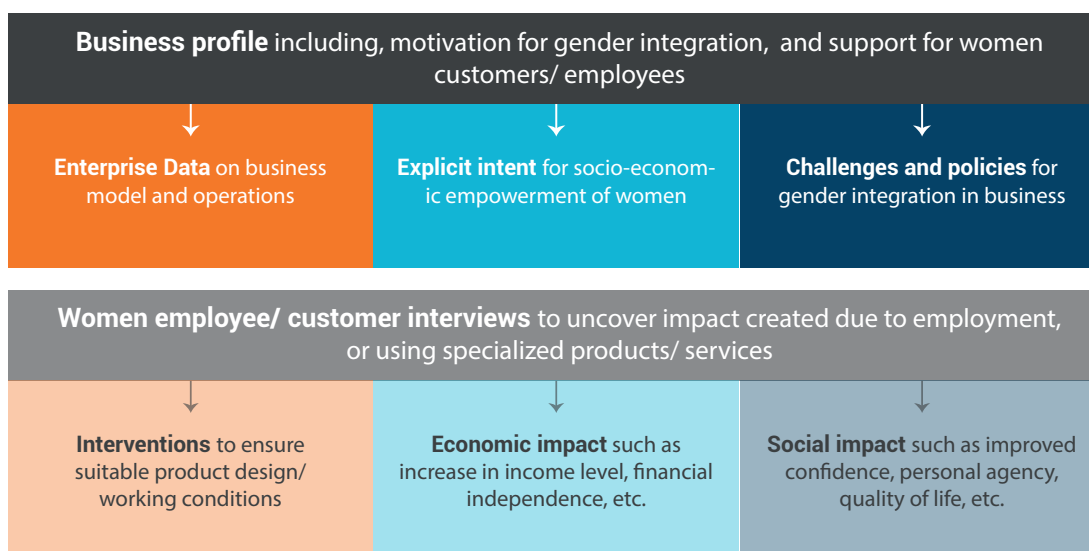 Business profile including, motivation for gender integration, and support for women
customers/ employees
Enterprise Data on business
model and operations
Explicit intent for socio-econom-
ic empowerment of women
Challenges and policies for
gender integration in business
Women employee/ customer interviews to uncover impact created due to employment,
or using specialized products/ services
Interventions to ensure
suitable product design/
working conditions
Economic impact such as
increase in income level, financial
independence, etc.
Social impact such as improved
confidence, personal agency,
quality of life, etc.